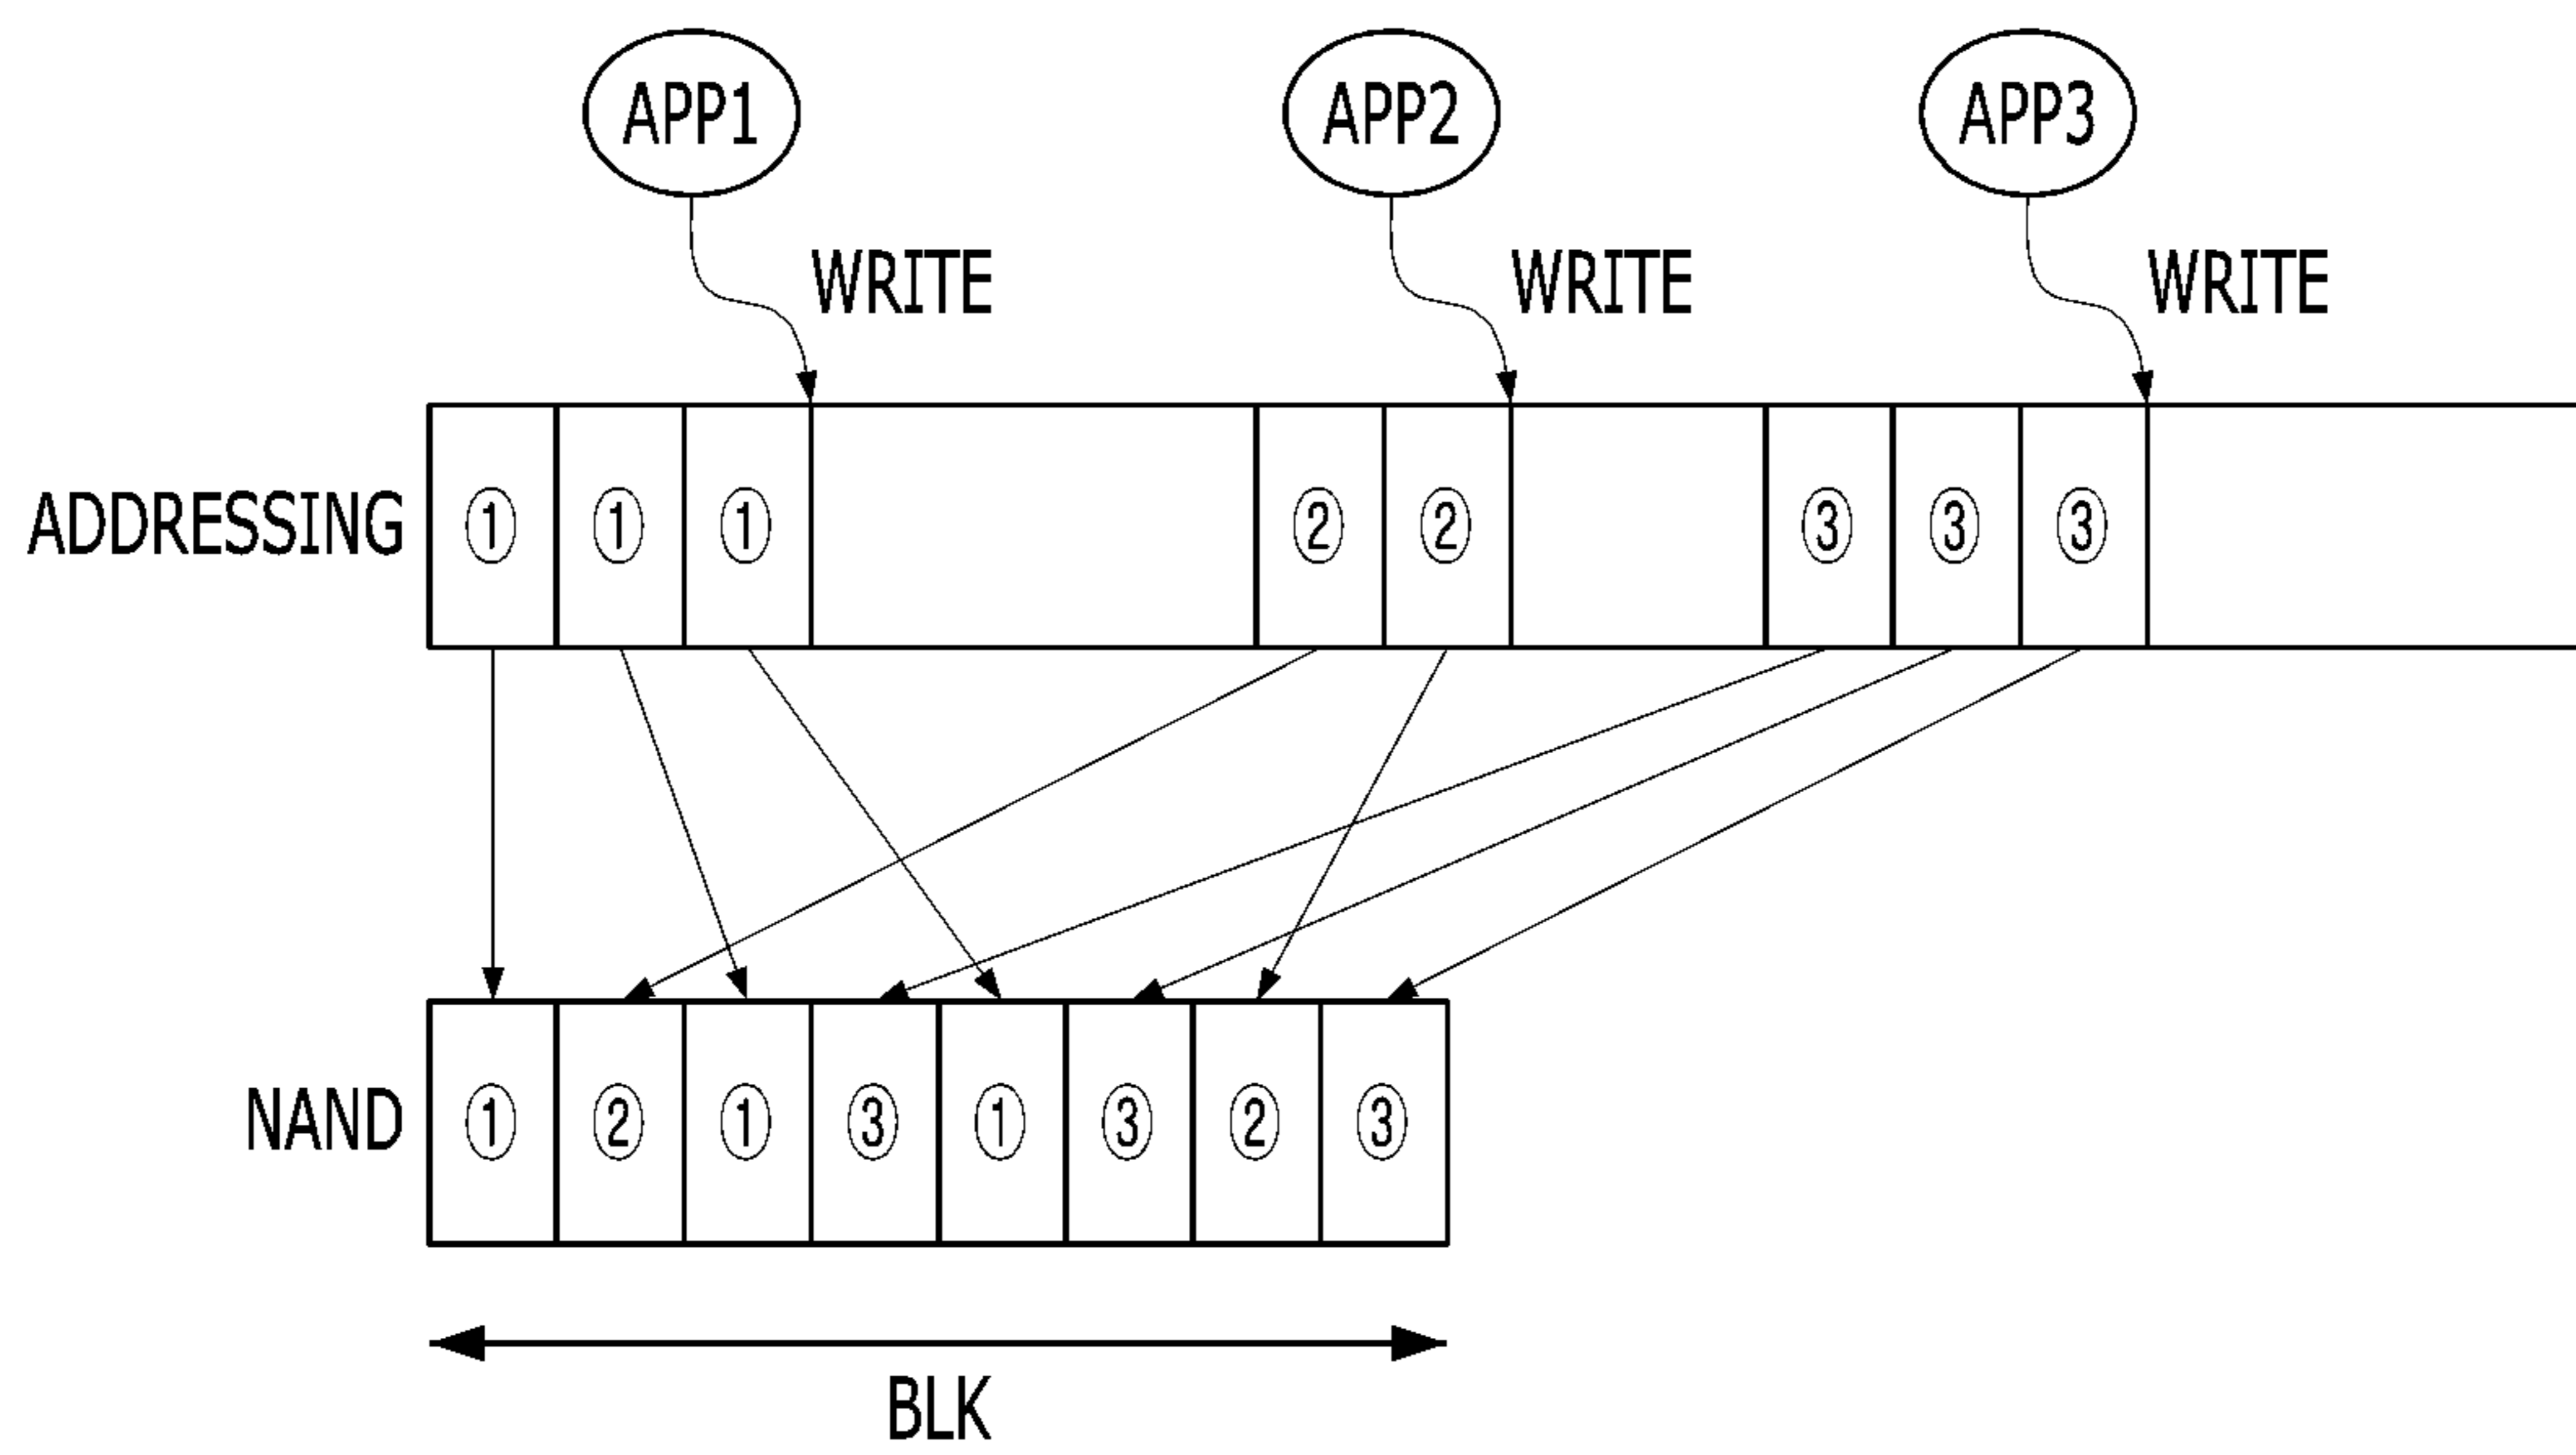 APP1 APP2 APP3
WRITE WRITE WRITE
ADDRESSING ① ① ① ② ② ③ ③ ③
NAND ① ② ① ③ ① ③ ② ③
BLK